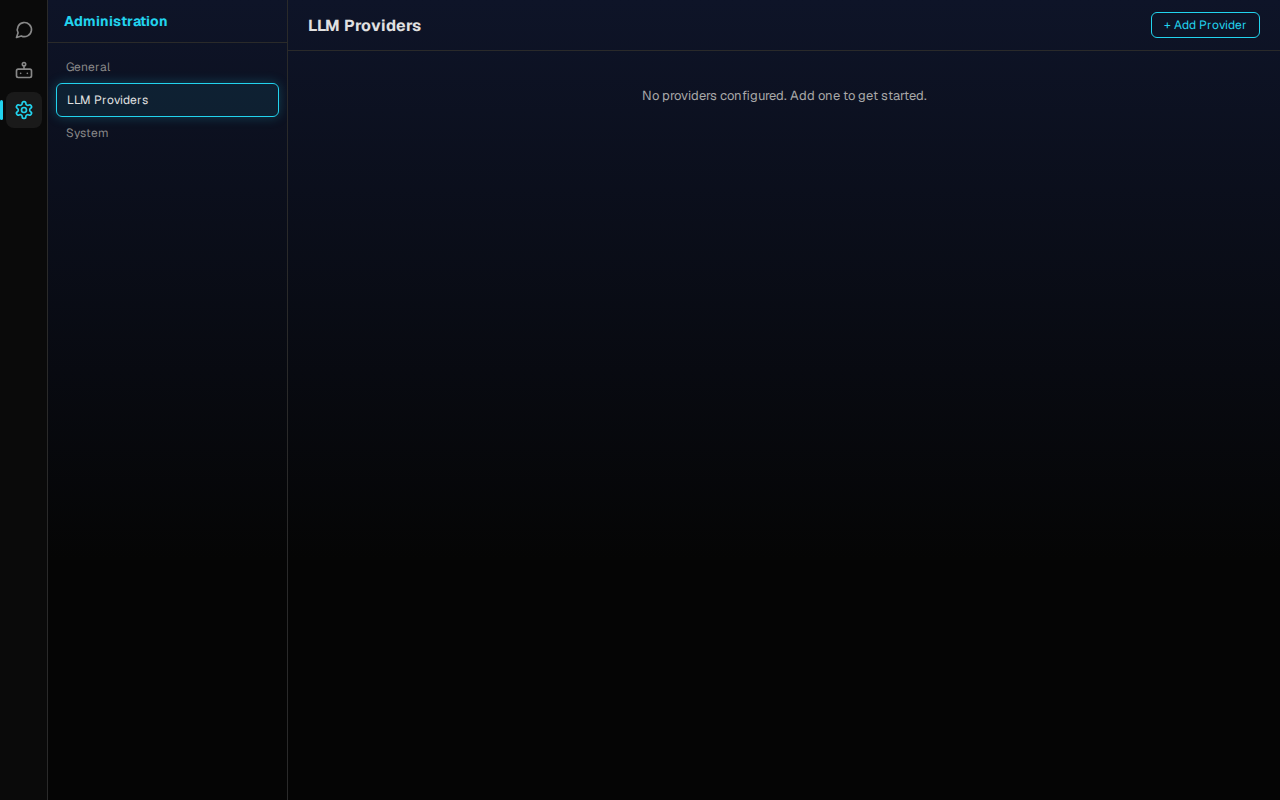 Administration
LLM Providers
+ Add Provider
General
LLM Providers
System
No providers configured. Add one to get started.